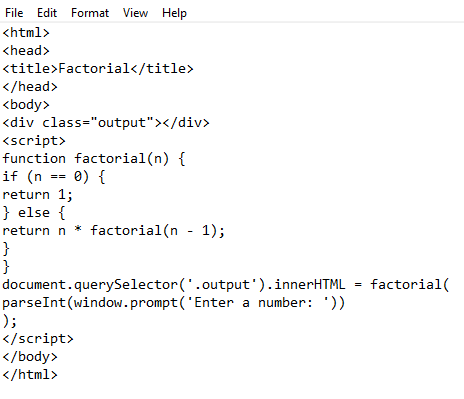 File Edit Format View Help
<html>
<head>
<title>Factorial</title>
</head>
<body>
<div class="output"></div>
<script>
function factorial(n) {
if (n == 0) {
return 1;
} else {
return n * factorial(n - 1);
}
}
document.querySelector('.output').innerHTML = factorial(
parseInt(window.prompt('Enter a number: '))
);
</script>
</body>
</html>